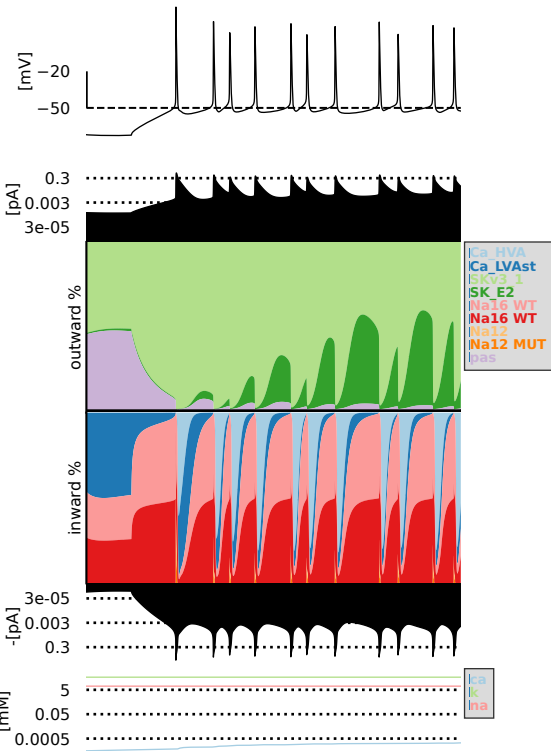 [mV]
−20
−50
[pA]
0.3
0.003
3e-05
outward %
Ca_HVA
Ca_LVAst
SKv3_1
SK_E2
Na16 WT
Na16 WT
Na12
Na12 MUT
pas
inward %
3e-05
0.003
0.3
-[pA]
ca
k
na
[mM]
5
0.05
0.0005